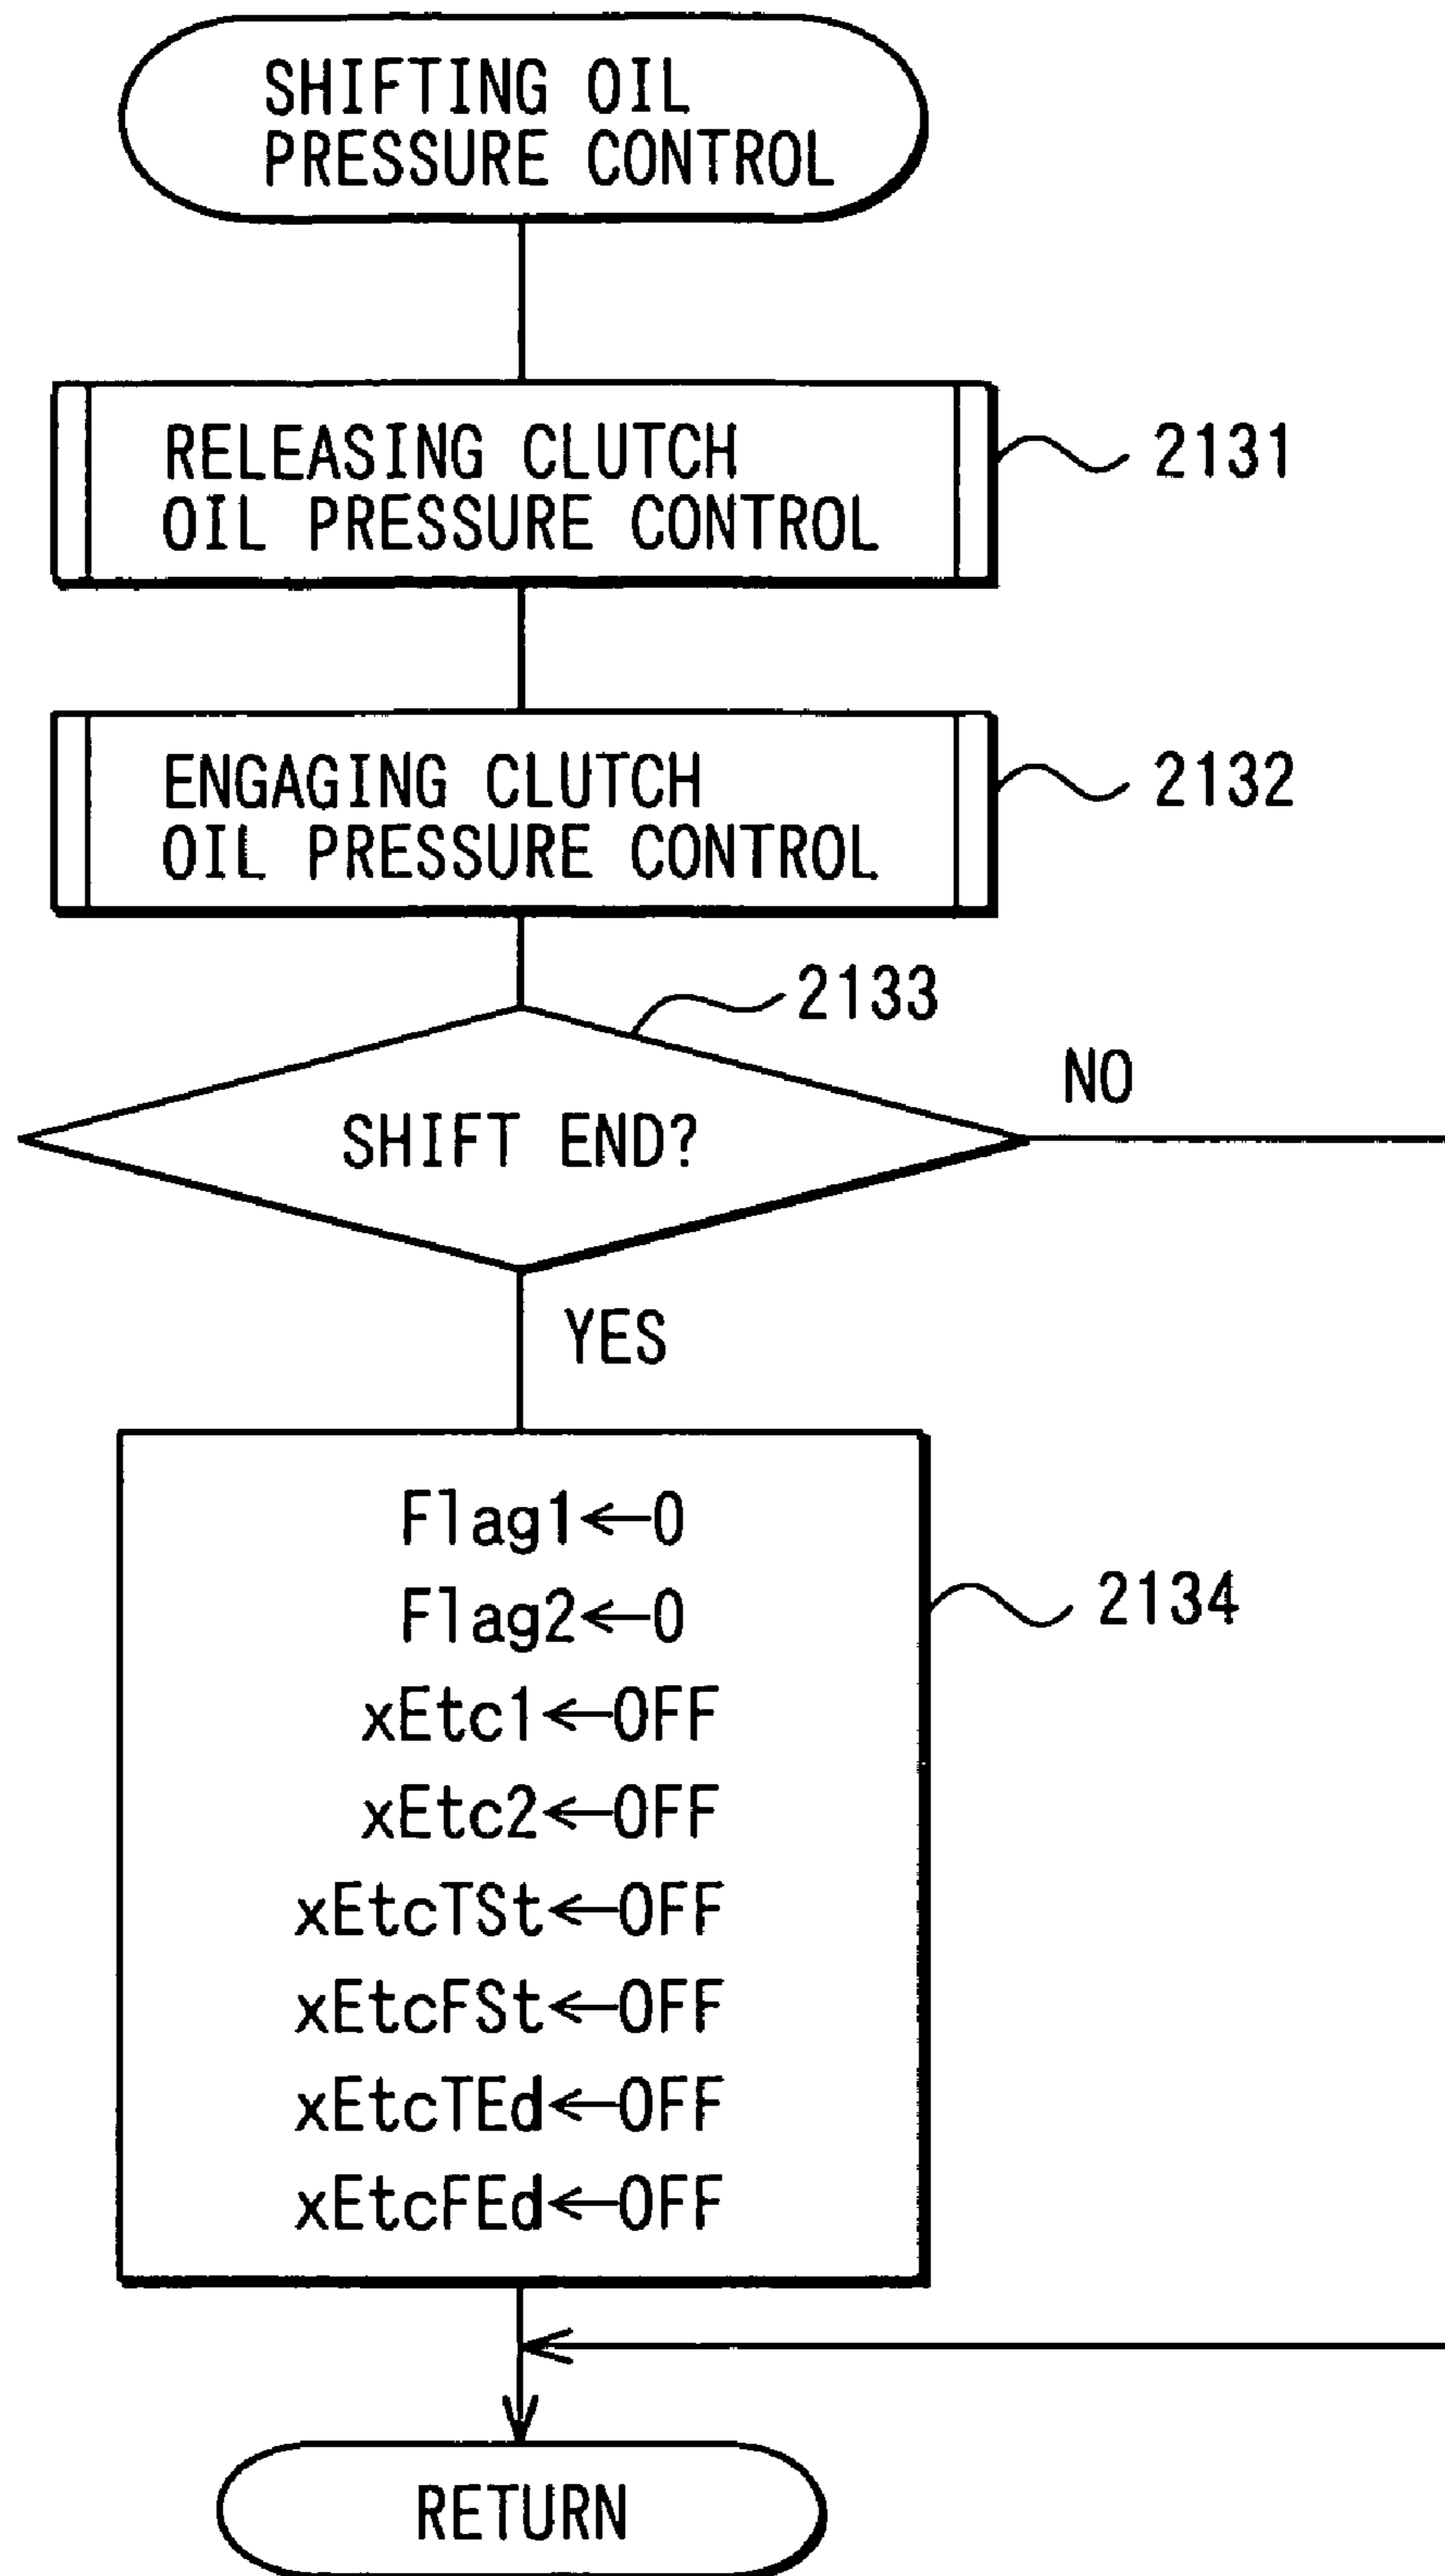 SHIFTING OIL
PRESSURE CONTROL
RELEASING CLUTCH
OIL PRESSURE CONTROL
2131
ENGAGING CLUTCH
OIL PRESSURE CONTROL
2132
2133
SHIFT END?
NO
YES
Flag1←0
Flag2←0
xEtc1←OFF
xEtc2←OFF
xEtcTSt←OFF
xEtcFSt←OFF
xEtcTEd←OFF
xEtcFEd←OFF
2134
RETURN